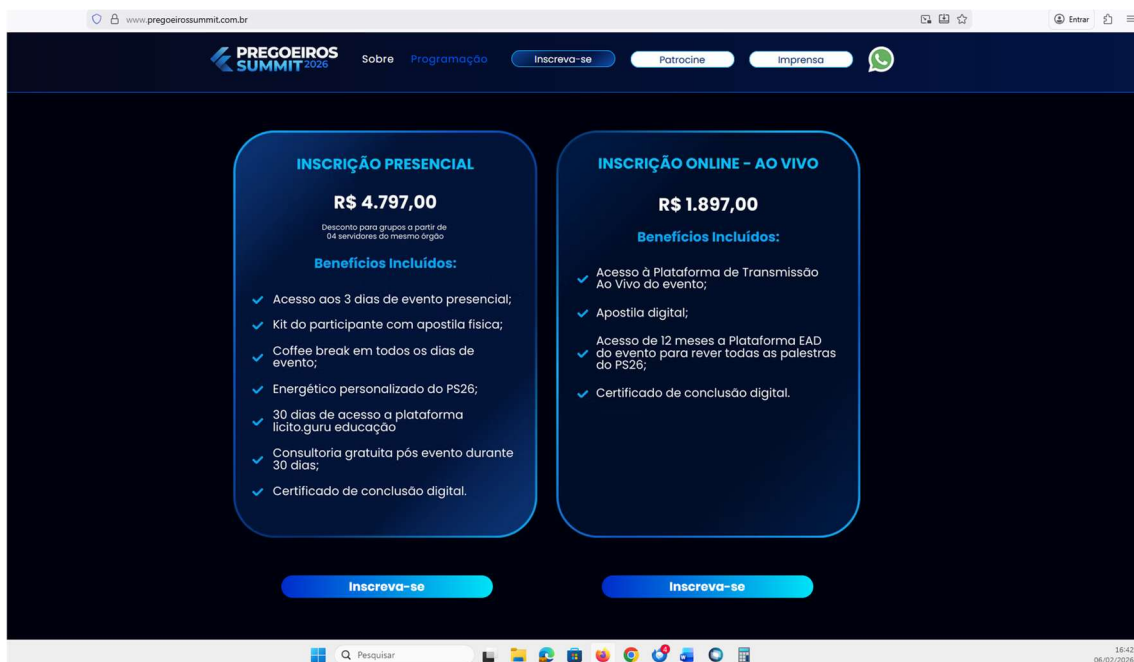 www.pregoeirossummit.com.br
Entrar
PREGOEIROS
SUMMIT 2026
Sobre
Programação
Inscreva-se
Patrocine
Imprensa
INSCRIÇÃO PRESENCIAL
R$ 4.797,00
Desconto para grupos a partir de
04 servidores do mesmo órgão
Benefícios Incluídos:
Acesso aos 3 dias de evento presencial;
Kit do participante com apostila fisica;
Coffee break em todos os dias de
evento;
Energético personalizado do PS26;
30 dias de acesso a plataforma
licito.guru educação
Consultoria gratuita pós evento durante
30 dias;
Certificado de conclusão digital.
Inscreva-se
INSCRIÇÃO ONLINE - AO VIVO
R$ 1.897,00
Benefícios Incluídos:
Acesso à Plataforma de Transmissão
Ao Vivo do evento;
Apostila digital;
Acesso de 12 meses a Plataforma EAD
do evento para rever todas as palestras
do PS26;
Certificado de conclusão digital.
Inscreva-se
Pesquisar
16:42
06/02/2026